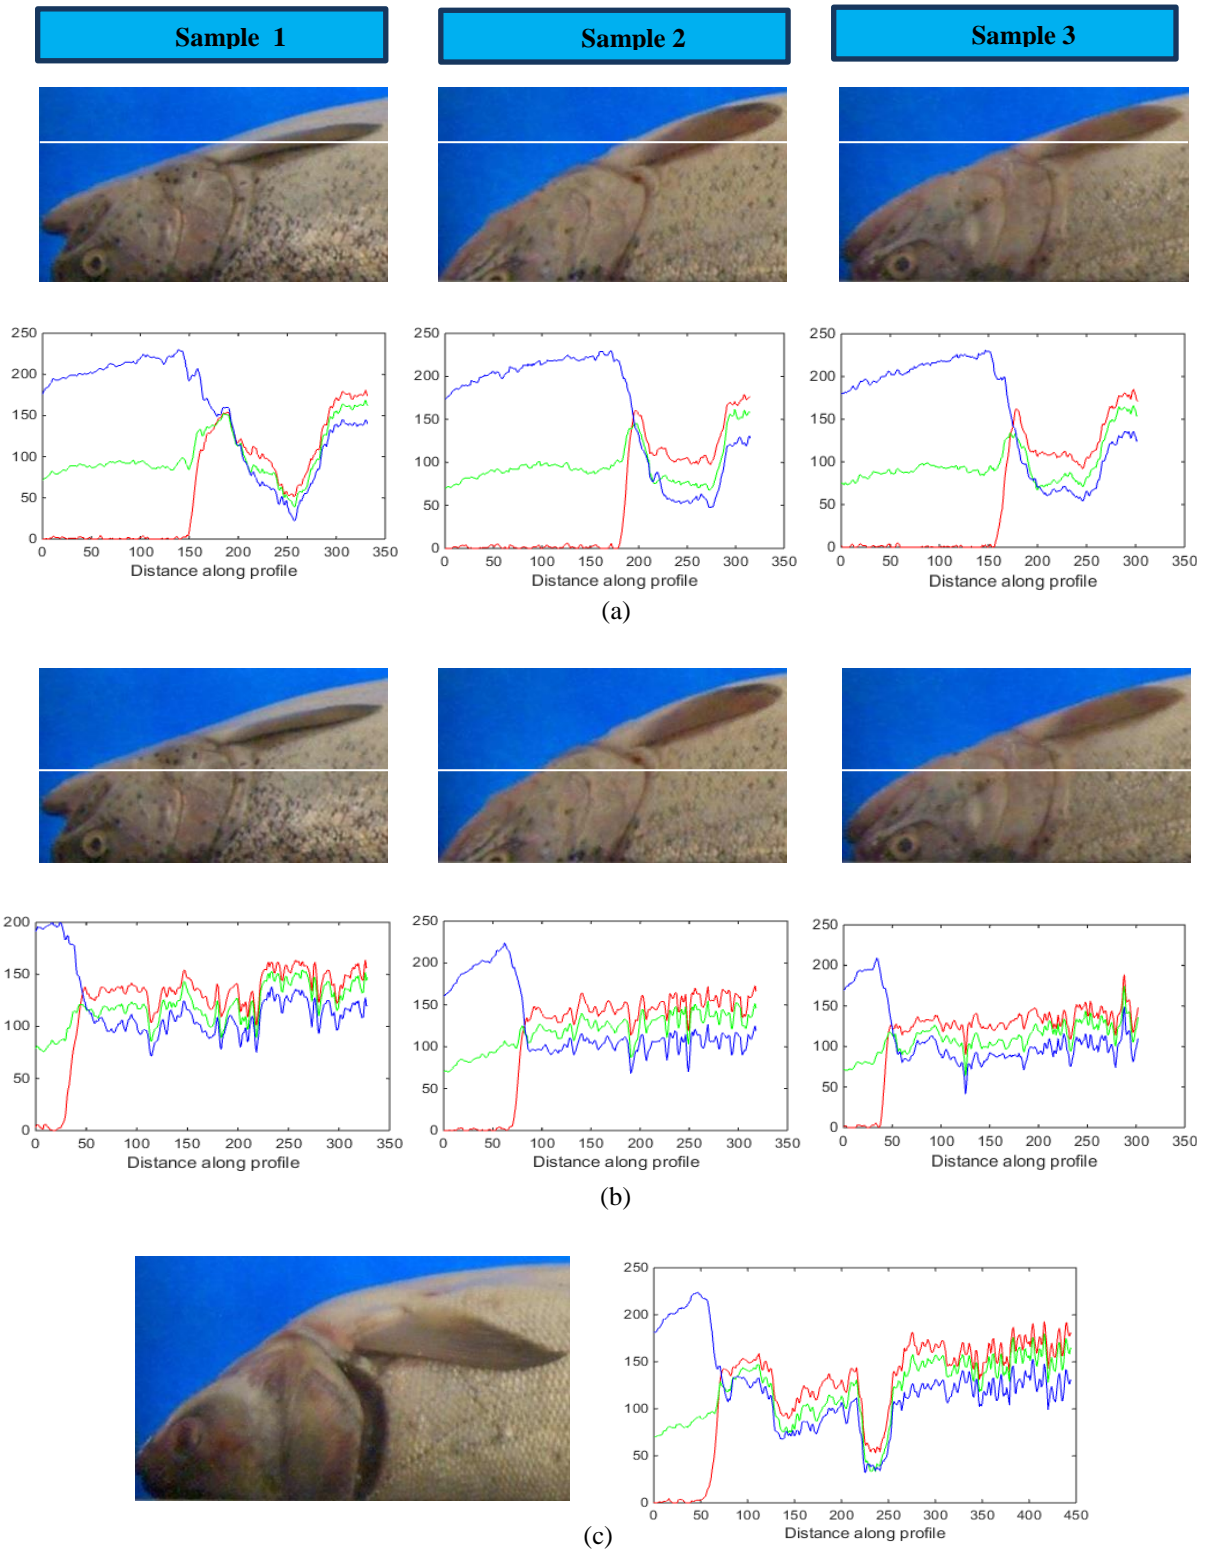 Sample 1 Sample 2 Sample 3
250 250 250
200 200 200
150 150 150
100 100 100
50 50 50
0 0 0
0 50 100 150 200 250 300 350 0 50 100 150 200 250 300 350 0 50 100 150 200 250 300 350
Distance along profile Distance along profile Distance along profile
(a)
200 250 250
150 200 200
100 150 150
50 100 100
0 50 50
0 0
0 50 100 150 200 250 300 350 0 50 100 150 200 250 300 350 0 50 100 150 200 250 300 350
Distance along profile Distance along profile Distance along profile
(b)
250
200
150
100
50
0
0 50 100 150 200 250 300 350 400 450
Distance along profile
(c)